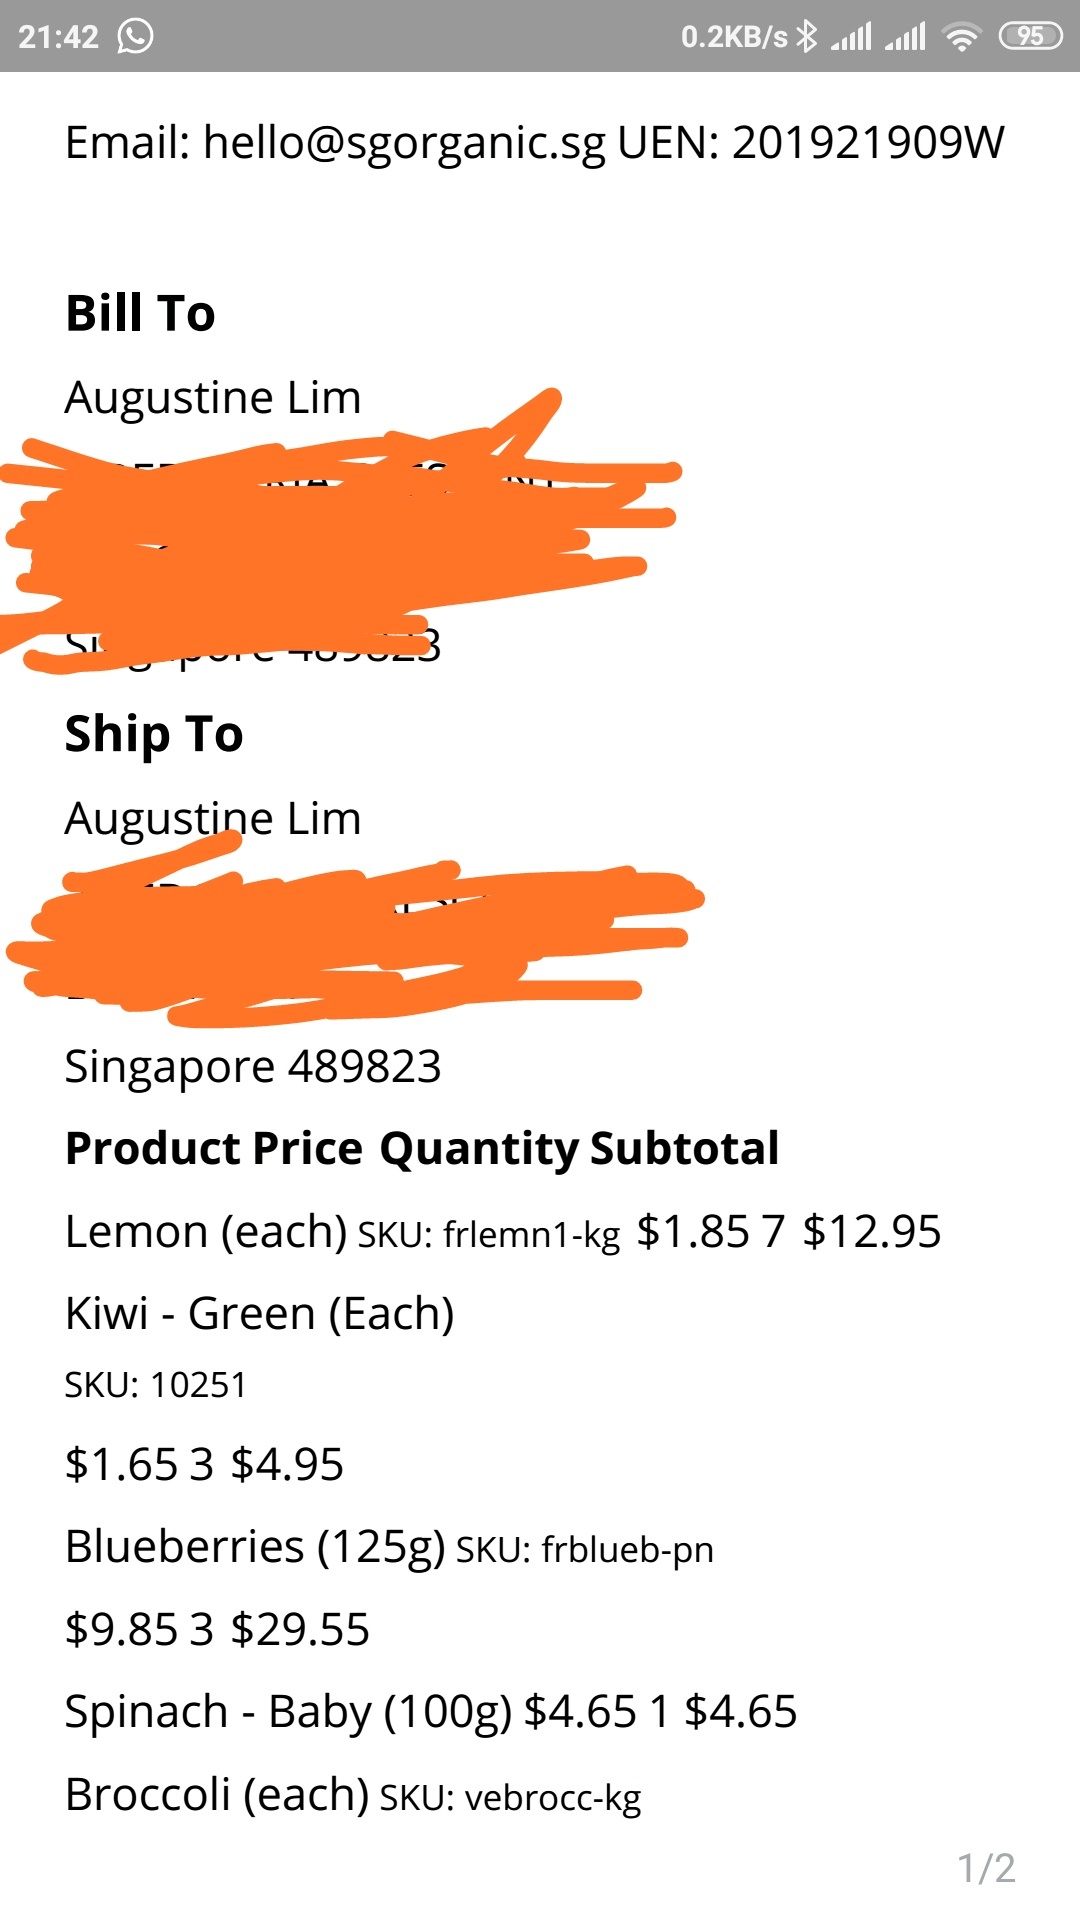 21:42 0.2KB/s 95
Email: hello@sgorganic.sg UEN: 201921909W
Bill To
Augustine Lim
Singapore 489823
Ship To
Augustine Lim
Singapore 489823
Product Price Quantity Subtotal
Lemon (each) SKU: frlemn1-kg $1.85 7 $12.95
Kiwi - Green (Each)
SKU: 10251
$1.65 3 $4.95
Blueberries (125g) SKU: frblueb-pn
$9.85 3 $29.55
Spinach - Baby (100g) $4.65 1 $4.65
Broccoli (each) SKU: vebrocc-kg
1/2